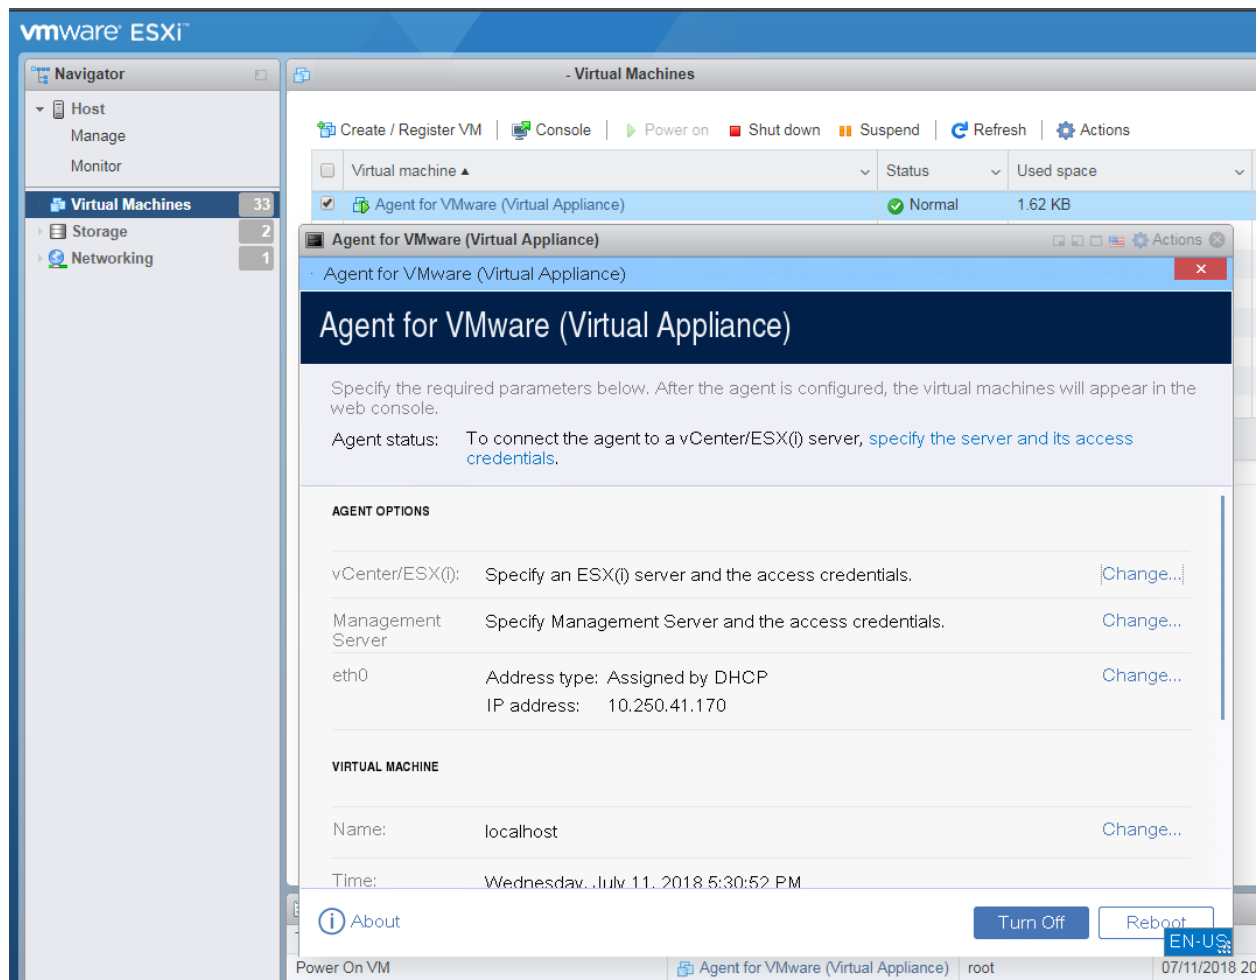 vmware ESXi™
Navigator
- Virtual Machines
Host
Manage
Monitor
Virtual Machines 33
Storage 2
Networking 1
Create / Register VM Console Power on Shut down Suspend Refresh Actions
Virtual machine ▲ Status Used space
Agent for VMware (Virtual Appliance) Normal 1.62 KB
Agent for VMware (Virtual Appliance) Actions
Agent for VMware (Virtual Appliance)
Agent for VMware (Virtual Appliance)
Specify the required parameters below. After the agent is configured, the virtual machines will appear in the
web console.
Agent status: To connect the agent to a vCenter/ESX(i) server, specify the server and its access
credentials.
AGENT OPTIONS
vCenter/ESX(i): Specify an ESX(i) server and the access credentials. Change...
Management Specify Management Server and the access credentials. Change...
Server
eth0 Address type: Assigned by DHCP Change...
IP address: 10.250.41.170
VIRTUAL MACHINE
Name: localhost Change...
Time: Wednesday, July 11, 2018 5:30:52 PM
About Turn Off Reboot
EN-US
Power On VM Agent for VMware (Virtual Appliance) root 07/11/2018 20